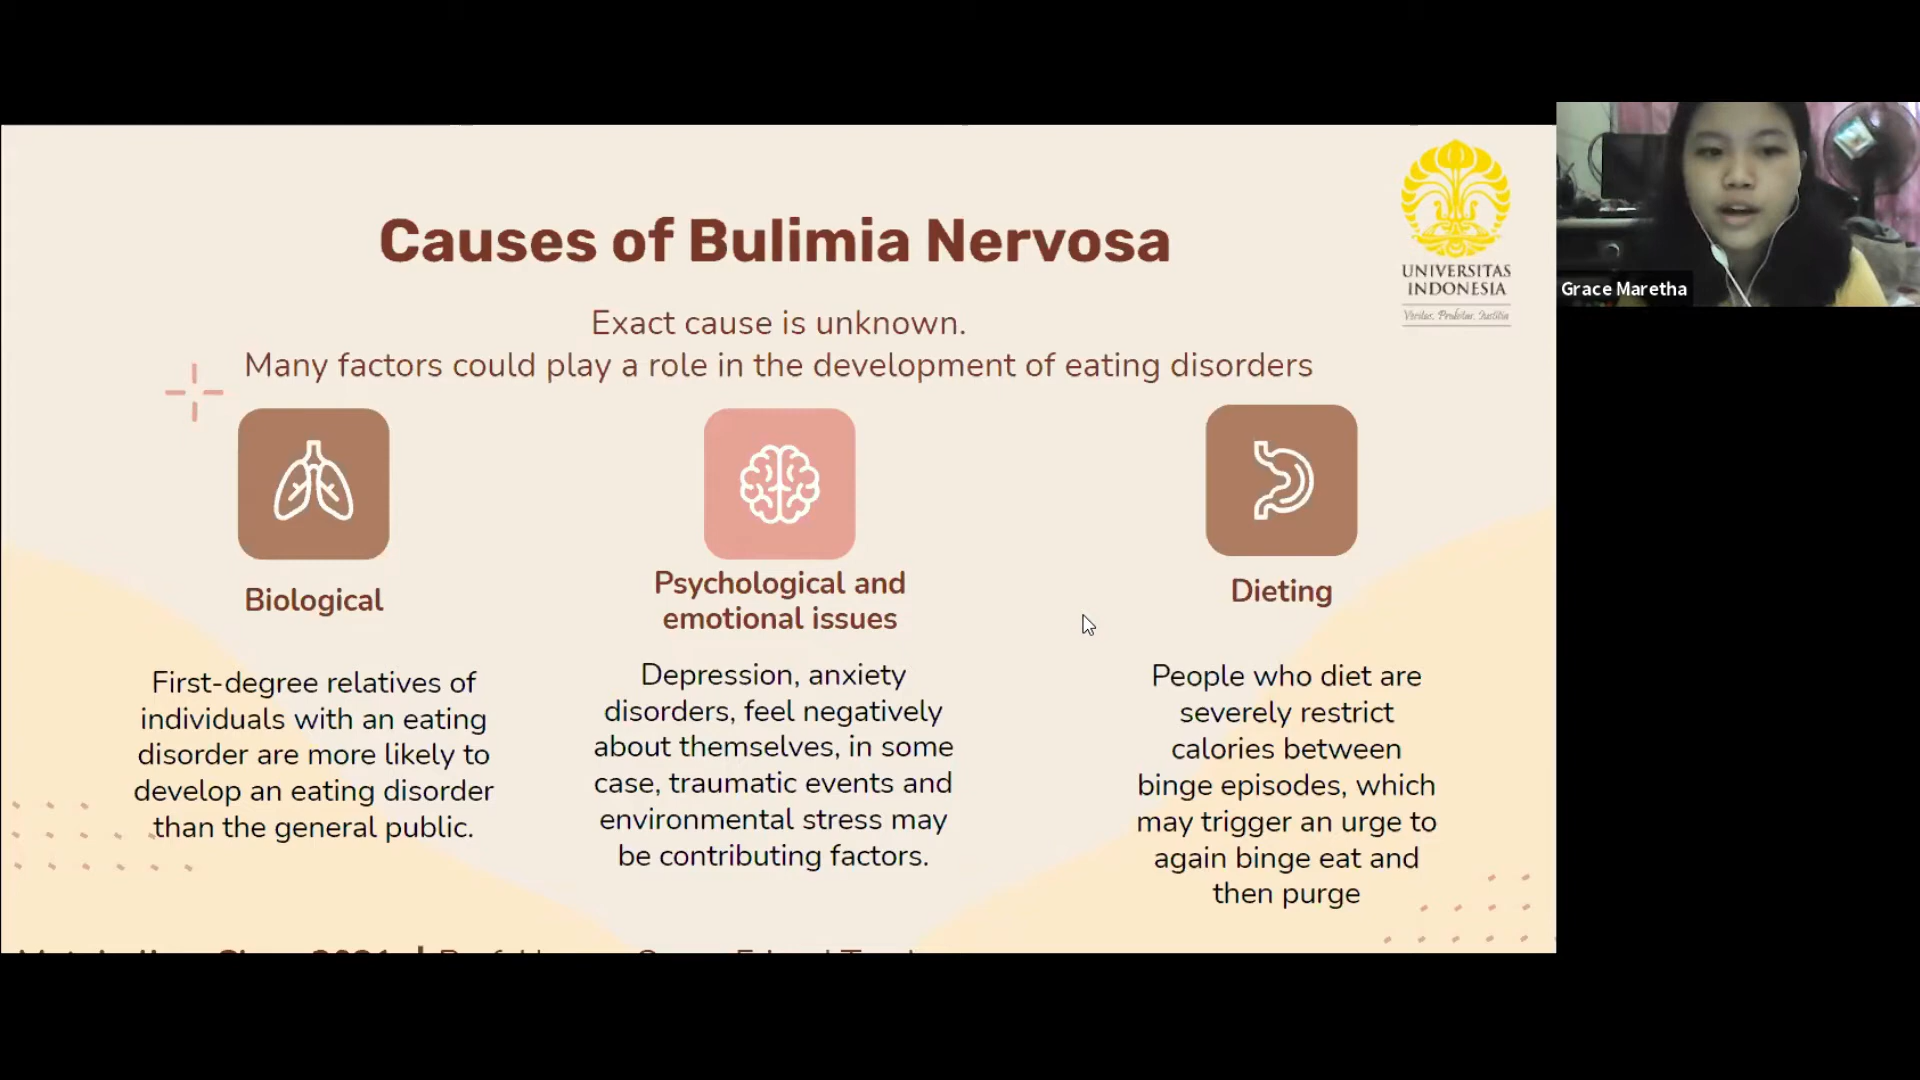 Causes of Bulimia Nervosa
Exact cause is unknown.
Many factors could play a role in the development of eating disorders
UNIVERSITAS
INDONESIA
Veritas, Probitas, Iustitia
Grace Maretha
Biological
First-degree relatives of
individuals with an eating
disorder are more likely to
develop an eating disorder
than the general public.
Psychological and
emotional issues
Depression, anxiety
disorders, feel negatively
about themselves, in some
case, traumatic events and
environmental stress may
be contributing factors.
Dieting
People who diet are
severely restrict
calories between
binge episodes, which
may trigger an urge to
again binge eat and
then purge